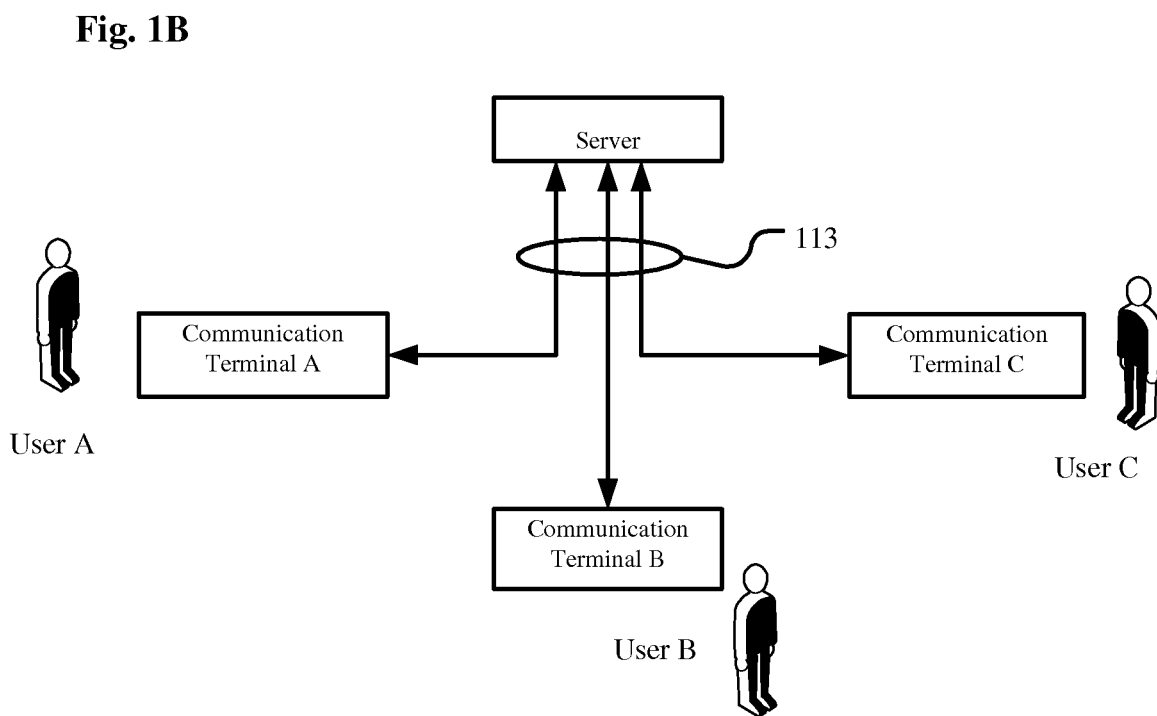 Fig. 1B
Server
113
Communication
Terminal A
Communication
Terminal C
User A
User C
Communication
Terminal B
User B